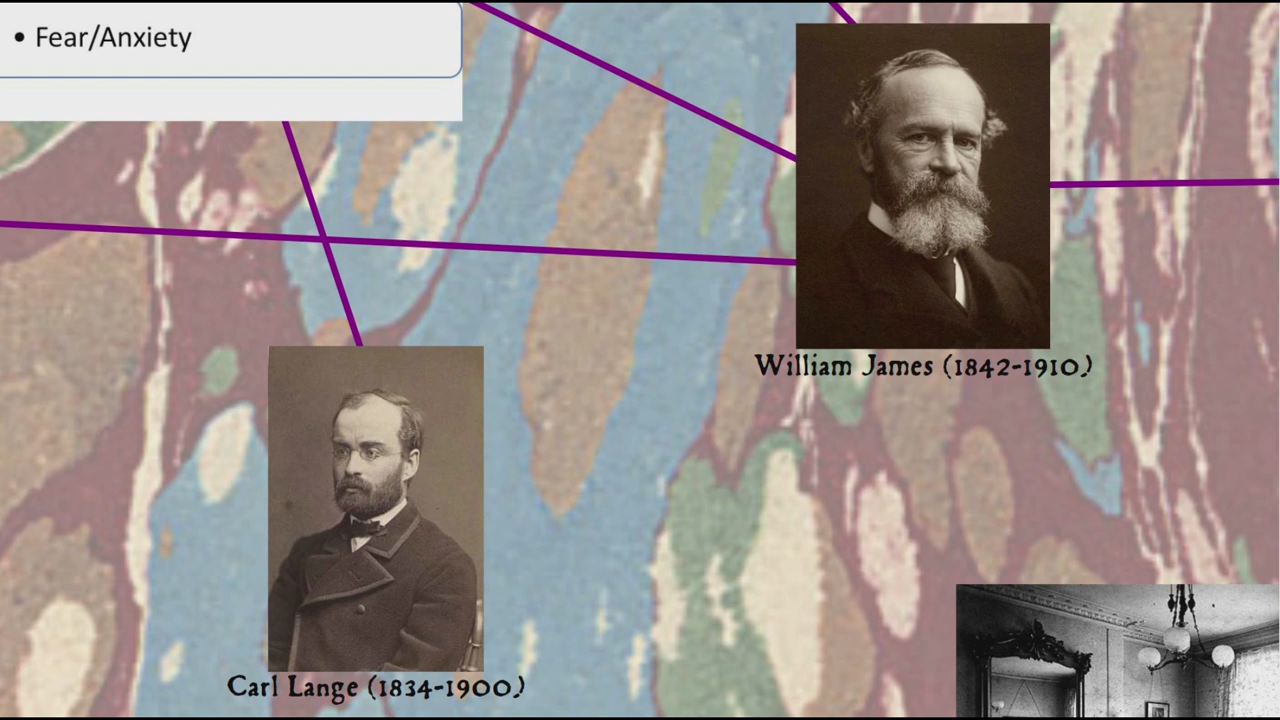 • Fear/Anxiety
William James (1842-1910)
Carl Lange (1834-1900)